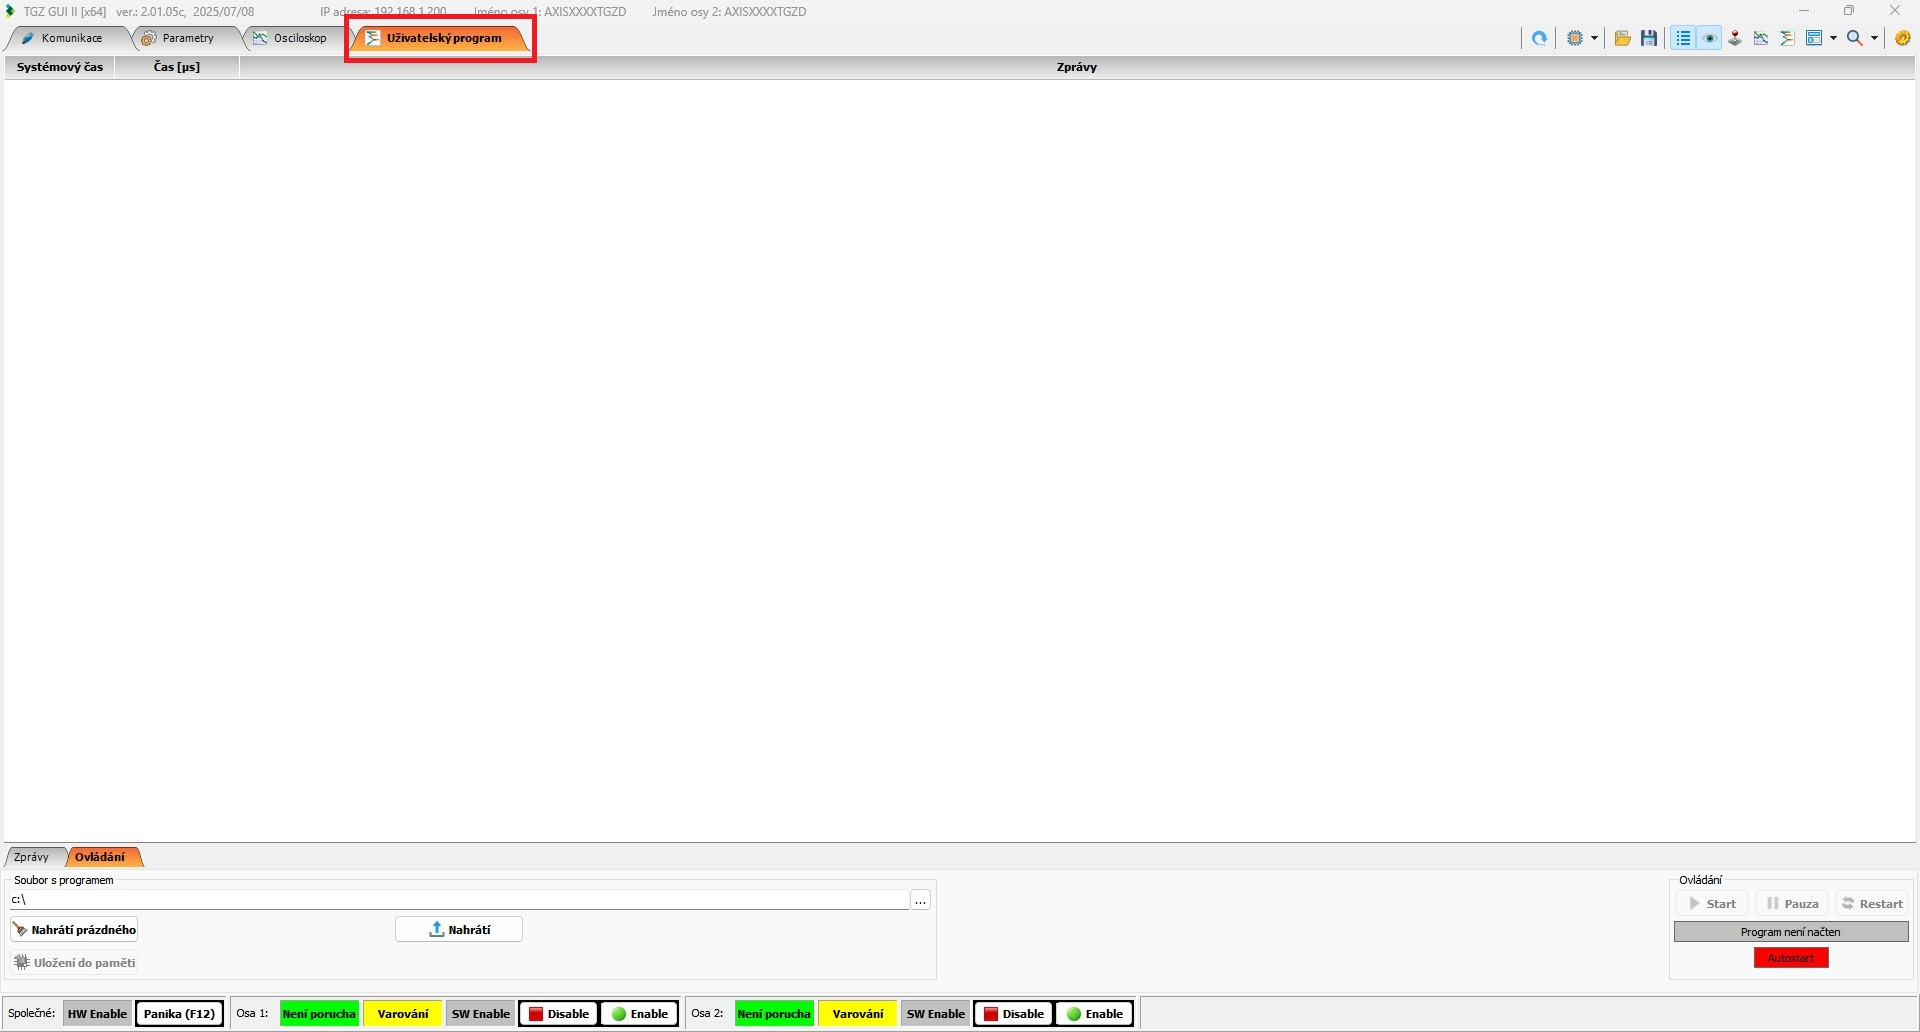 TGZ GUI II [x64] ver.: 2.01.05c, 2025/07/08 IP adresa: 192.168.1.200 Jméno osy 1: AXISXXXXTGZD Jméno osy 2: AXISXXXXTGZD
Komunikace Parametry Osciloskop Uživatelský program
Systémový čas Čas [µs] Zprávy
Zprávy Ovládání
Soubor s programem
c:\ ...
Nahrátí prázdného Nahrátí
Uložení do paměti
Ovládání
Start Pauza Restart
Program není načten
Autostart
Společné: HW Enable Panika (F12) Osa 1: Není porucha Varování SW Enable Disable Enable Osa 2: Není porucha Varování SW Enable Disable Enable